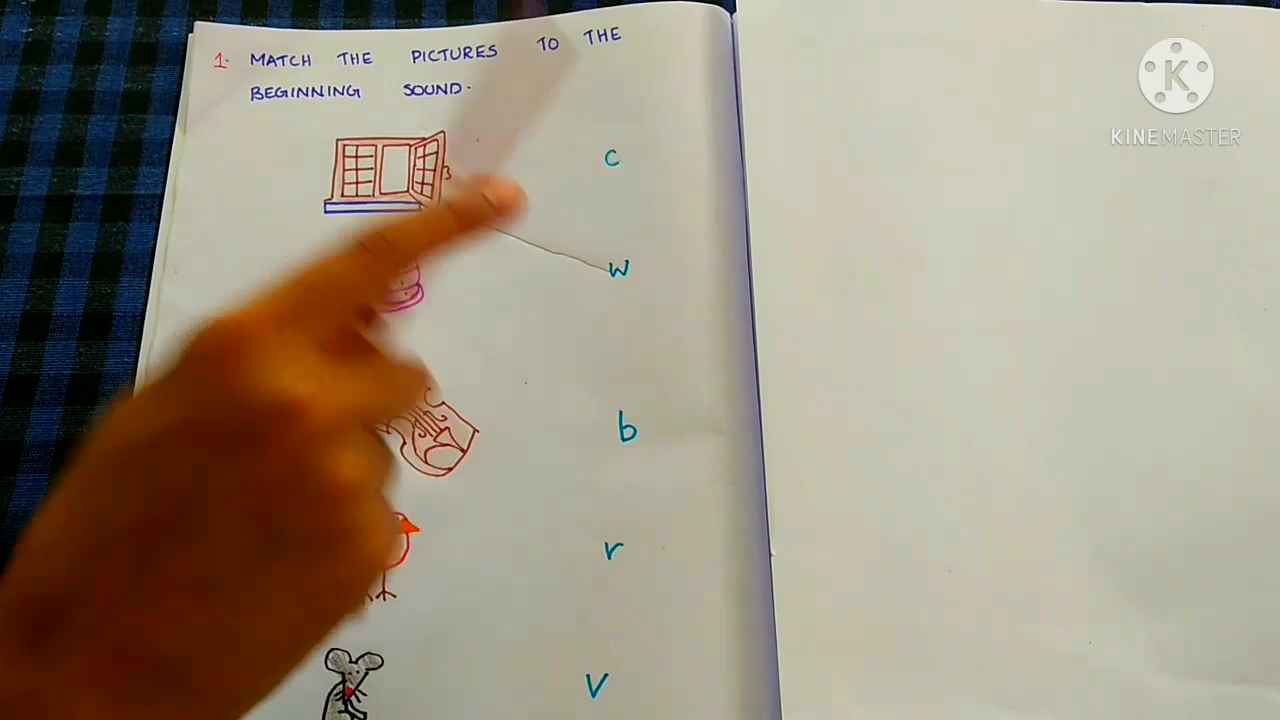 1. MATCH THE PICTURES TO THE
BEGINNING SOUND.
c
w
b
r
v
K
KINEMASTER